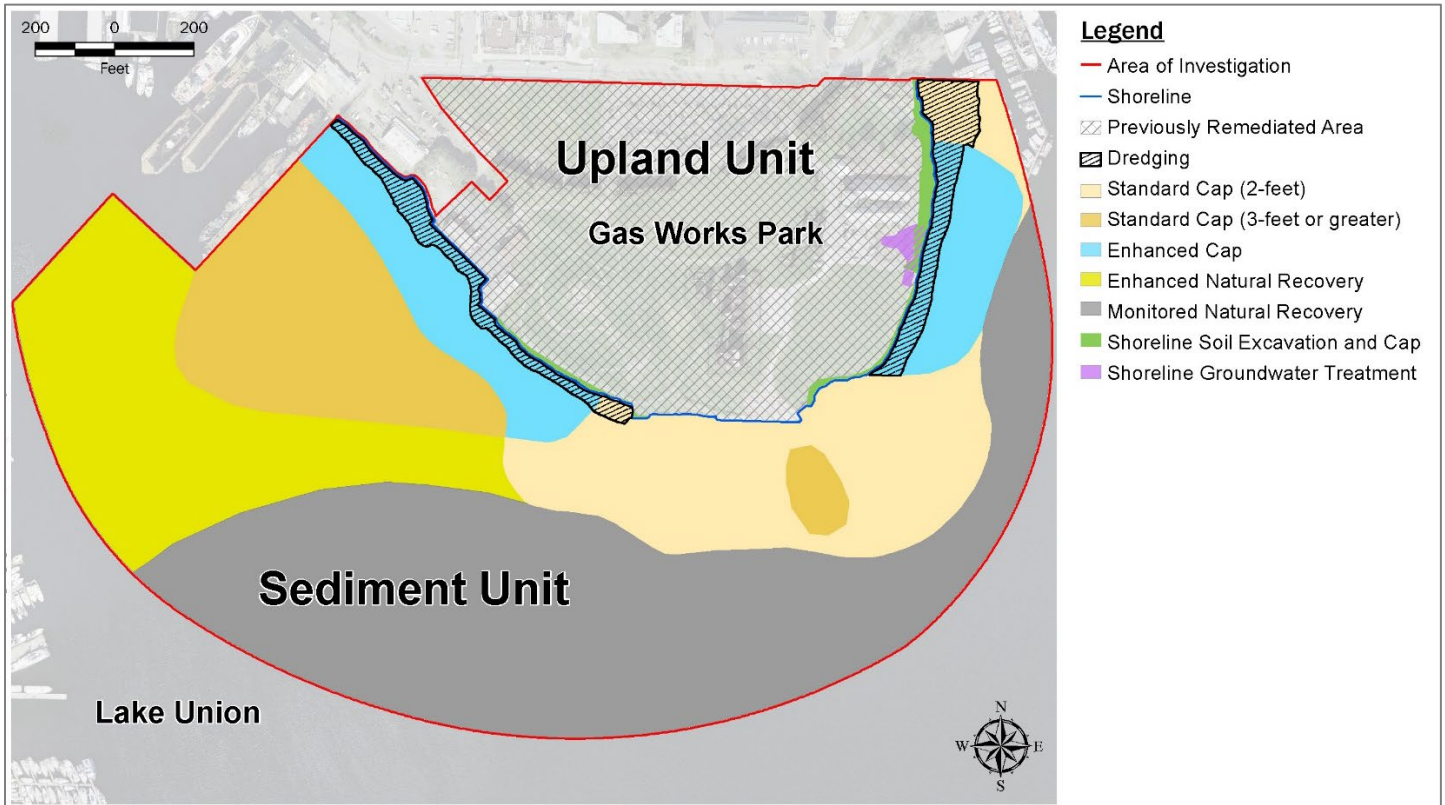 200 0 200
Feet
Upland Unit
Gas Works Park
Sediment Unit
Lake Union
N
W E
S
Legend
Area of Investigation
Shoreline
Previously Remediated Area
Dredging
Standard Cap (2-feet)
Standard Cap (3-feet or greater)
Enhanced Cap
Enhanced Natural Recovery
Monitored Natural Recovery
Shoreline Soil Excavation and Cap
Shoreline Groundwater Treatment